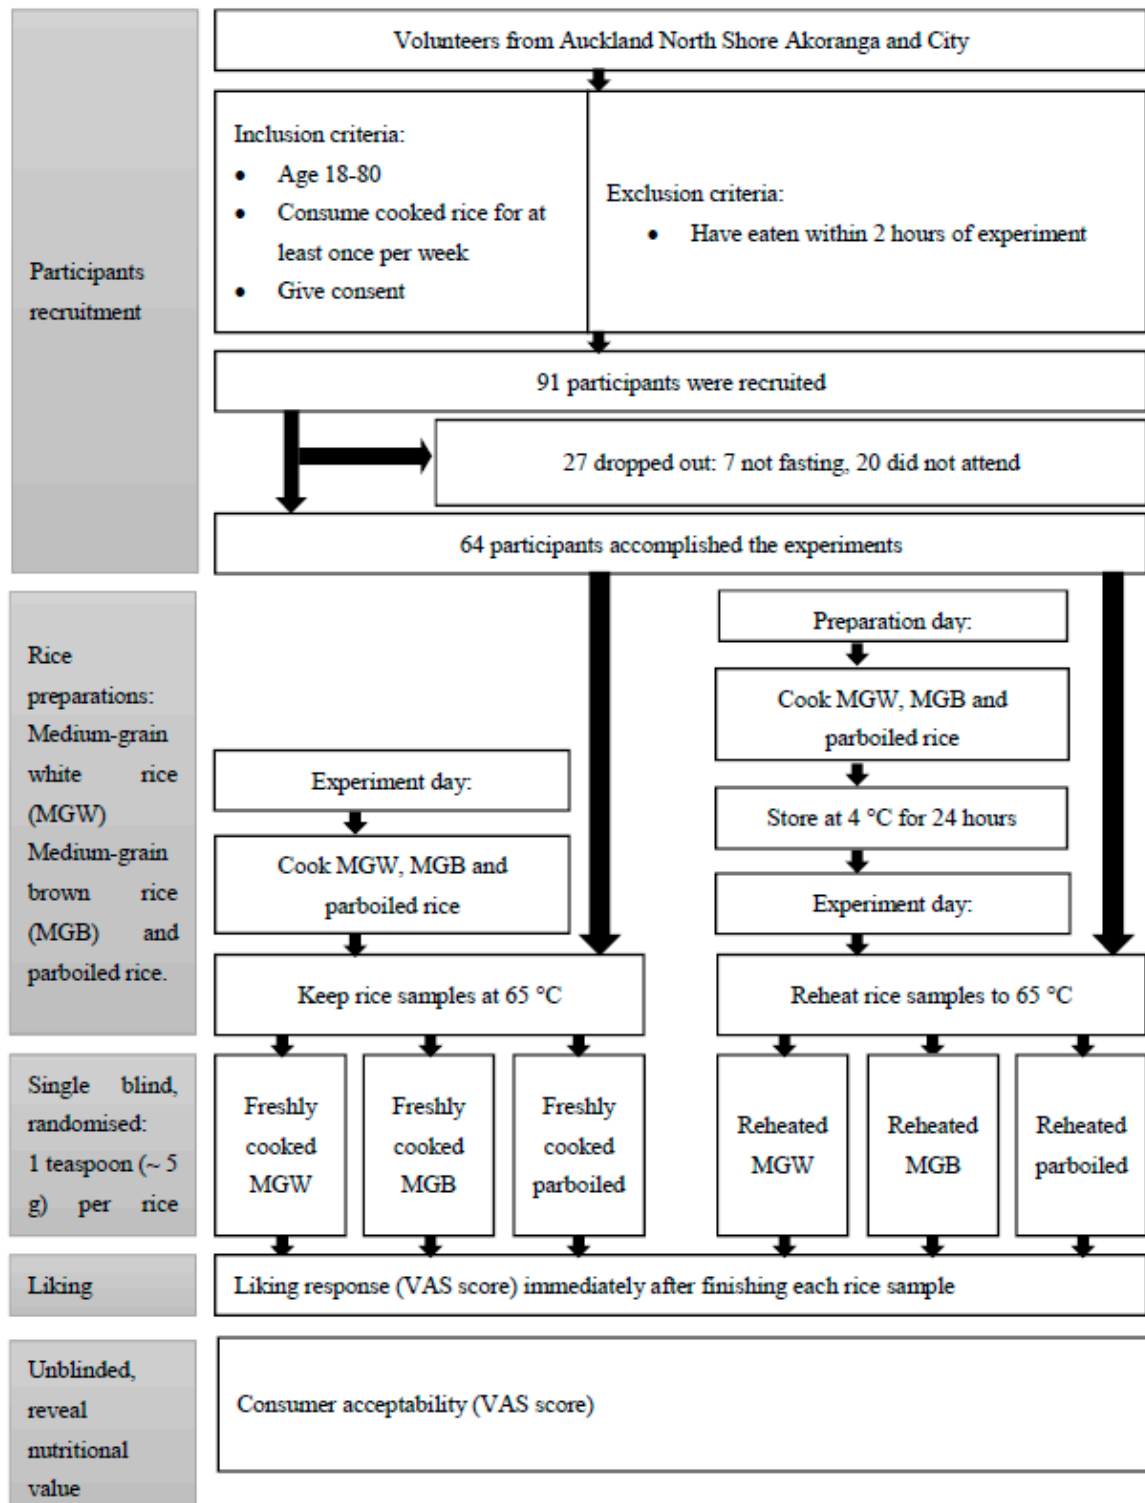 Volunteers from Auckland North Shore Akoranga and City
Participants
recruitment
Inclusion criteria:
• Age 18-80
• Consume cooked rice for at
least once per week
• Give consent
Exclusion criteria:
• Have eaten within 2 hours of experiment
91 participants were recruited
27 dropped out: 7 not fasting, 20 did not attend
64 participants accomplished the experiments
Rice
preparations:
Medium-grain
white rice
(MGW)
Medium-grain
brown rice
(MGB) and
parboiled rice.
Experiment day:
Cook MGW, MGB and
parboiled rice
Keep rice samples at 65 °C
Preparation day:
Cook MGW, MGB and
parboiled rice
Store at 4 °C for 24 hours
Experiment day:
Reheat rice samples to 65 °C
Single blind,
randomised:
1 teaspoon (~ 5
g) per rice
Freshly
cooked
MGW
Freshly
cooked
MGB
Freshly
cooked
parboiled
Reheated
MGW
Reheated
MGB
Reheated
parboiled
Liking
Liking response (VAS score) immediately after finishing each rice sample
Unblinded,
reveal
nutritional
value
Consumer acceptability (VAS score)